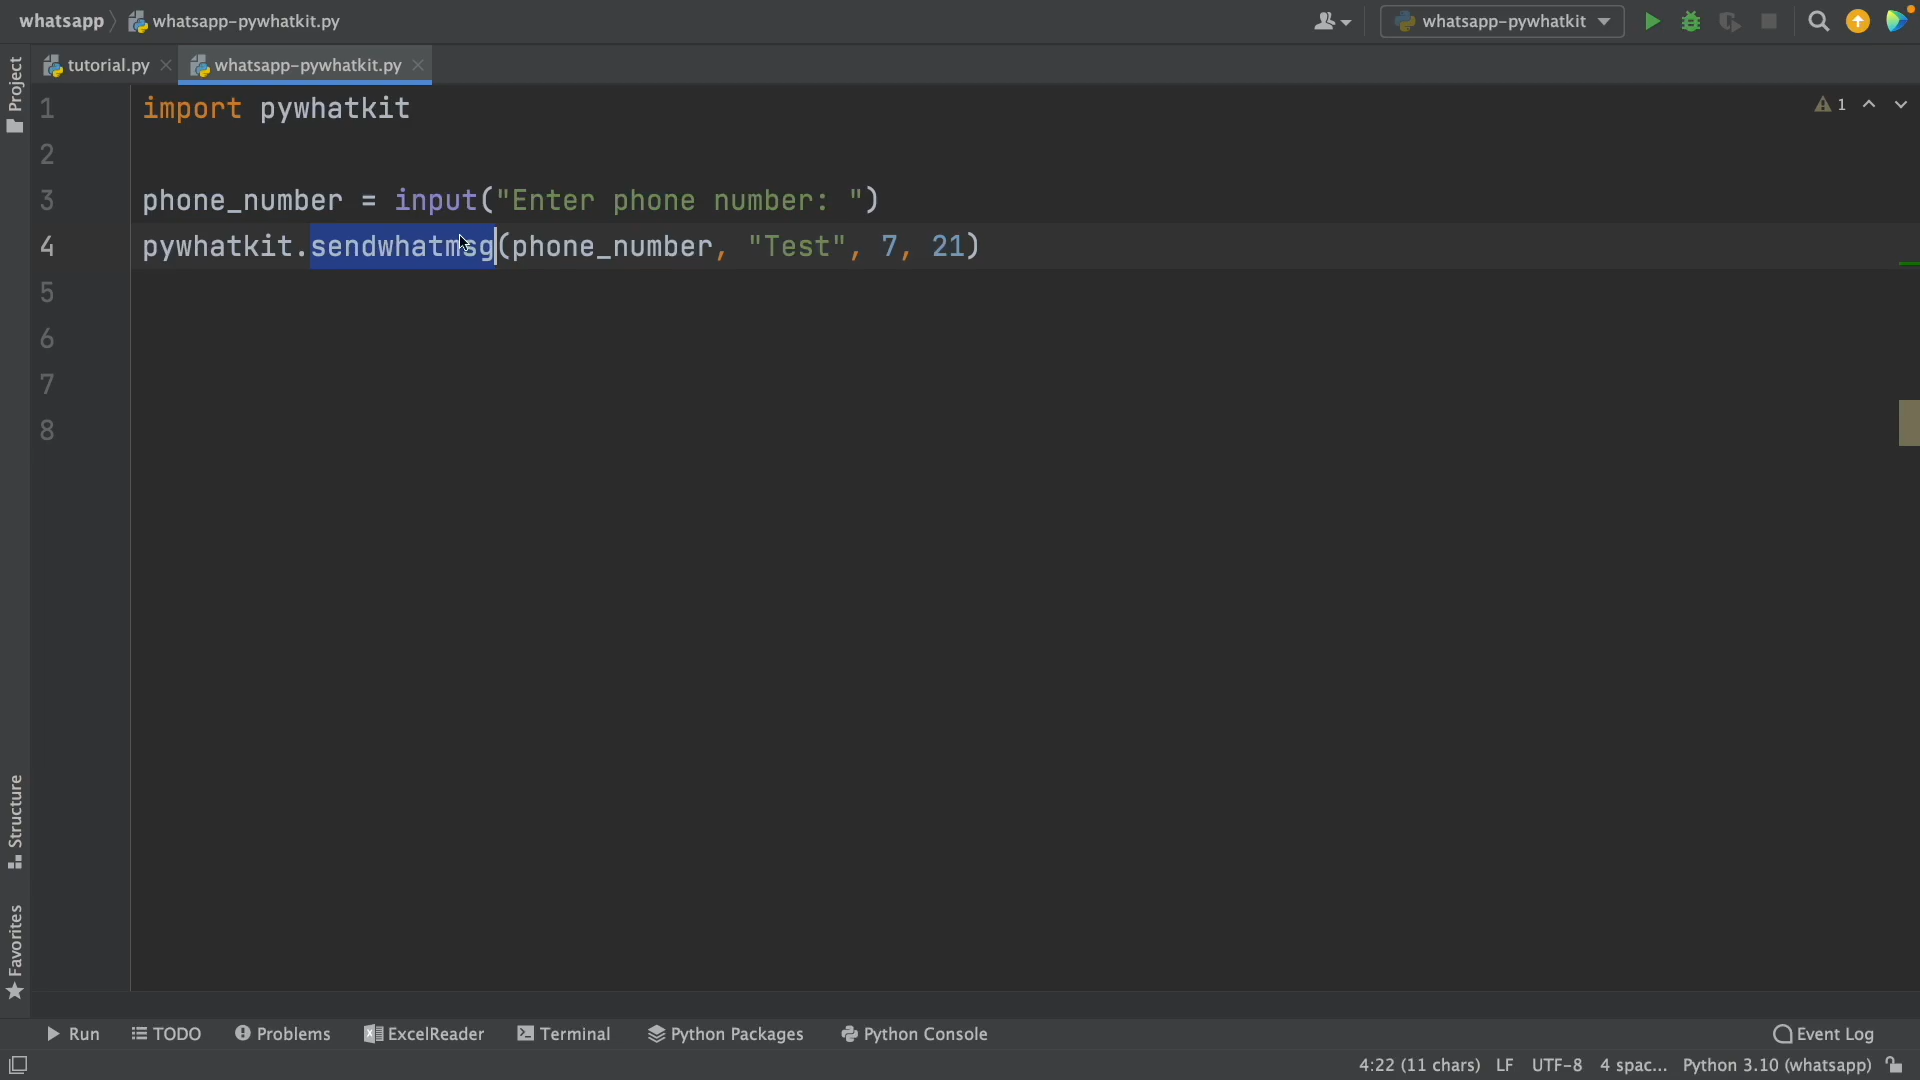 whatsapp whatsapp-pywhatkit.py
whatsapp-pywhatkit
tutorial.py whatsapp-pywhatkit.py
Project
1 import pywhatkit
1
2
3 phone_number = input("Enter phone number: ")
4 pywhatkit.sendwhatmsg(phone_number, "Test", 7, 21)
5
6
7
8
Structure
Favorites
Run TODO Problems ExcelReader Terminal Python Packages Python Console Event Log
4:22 (11 chars) LF UTF-8 4 spac... Python 3.10 (whatsapp)